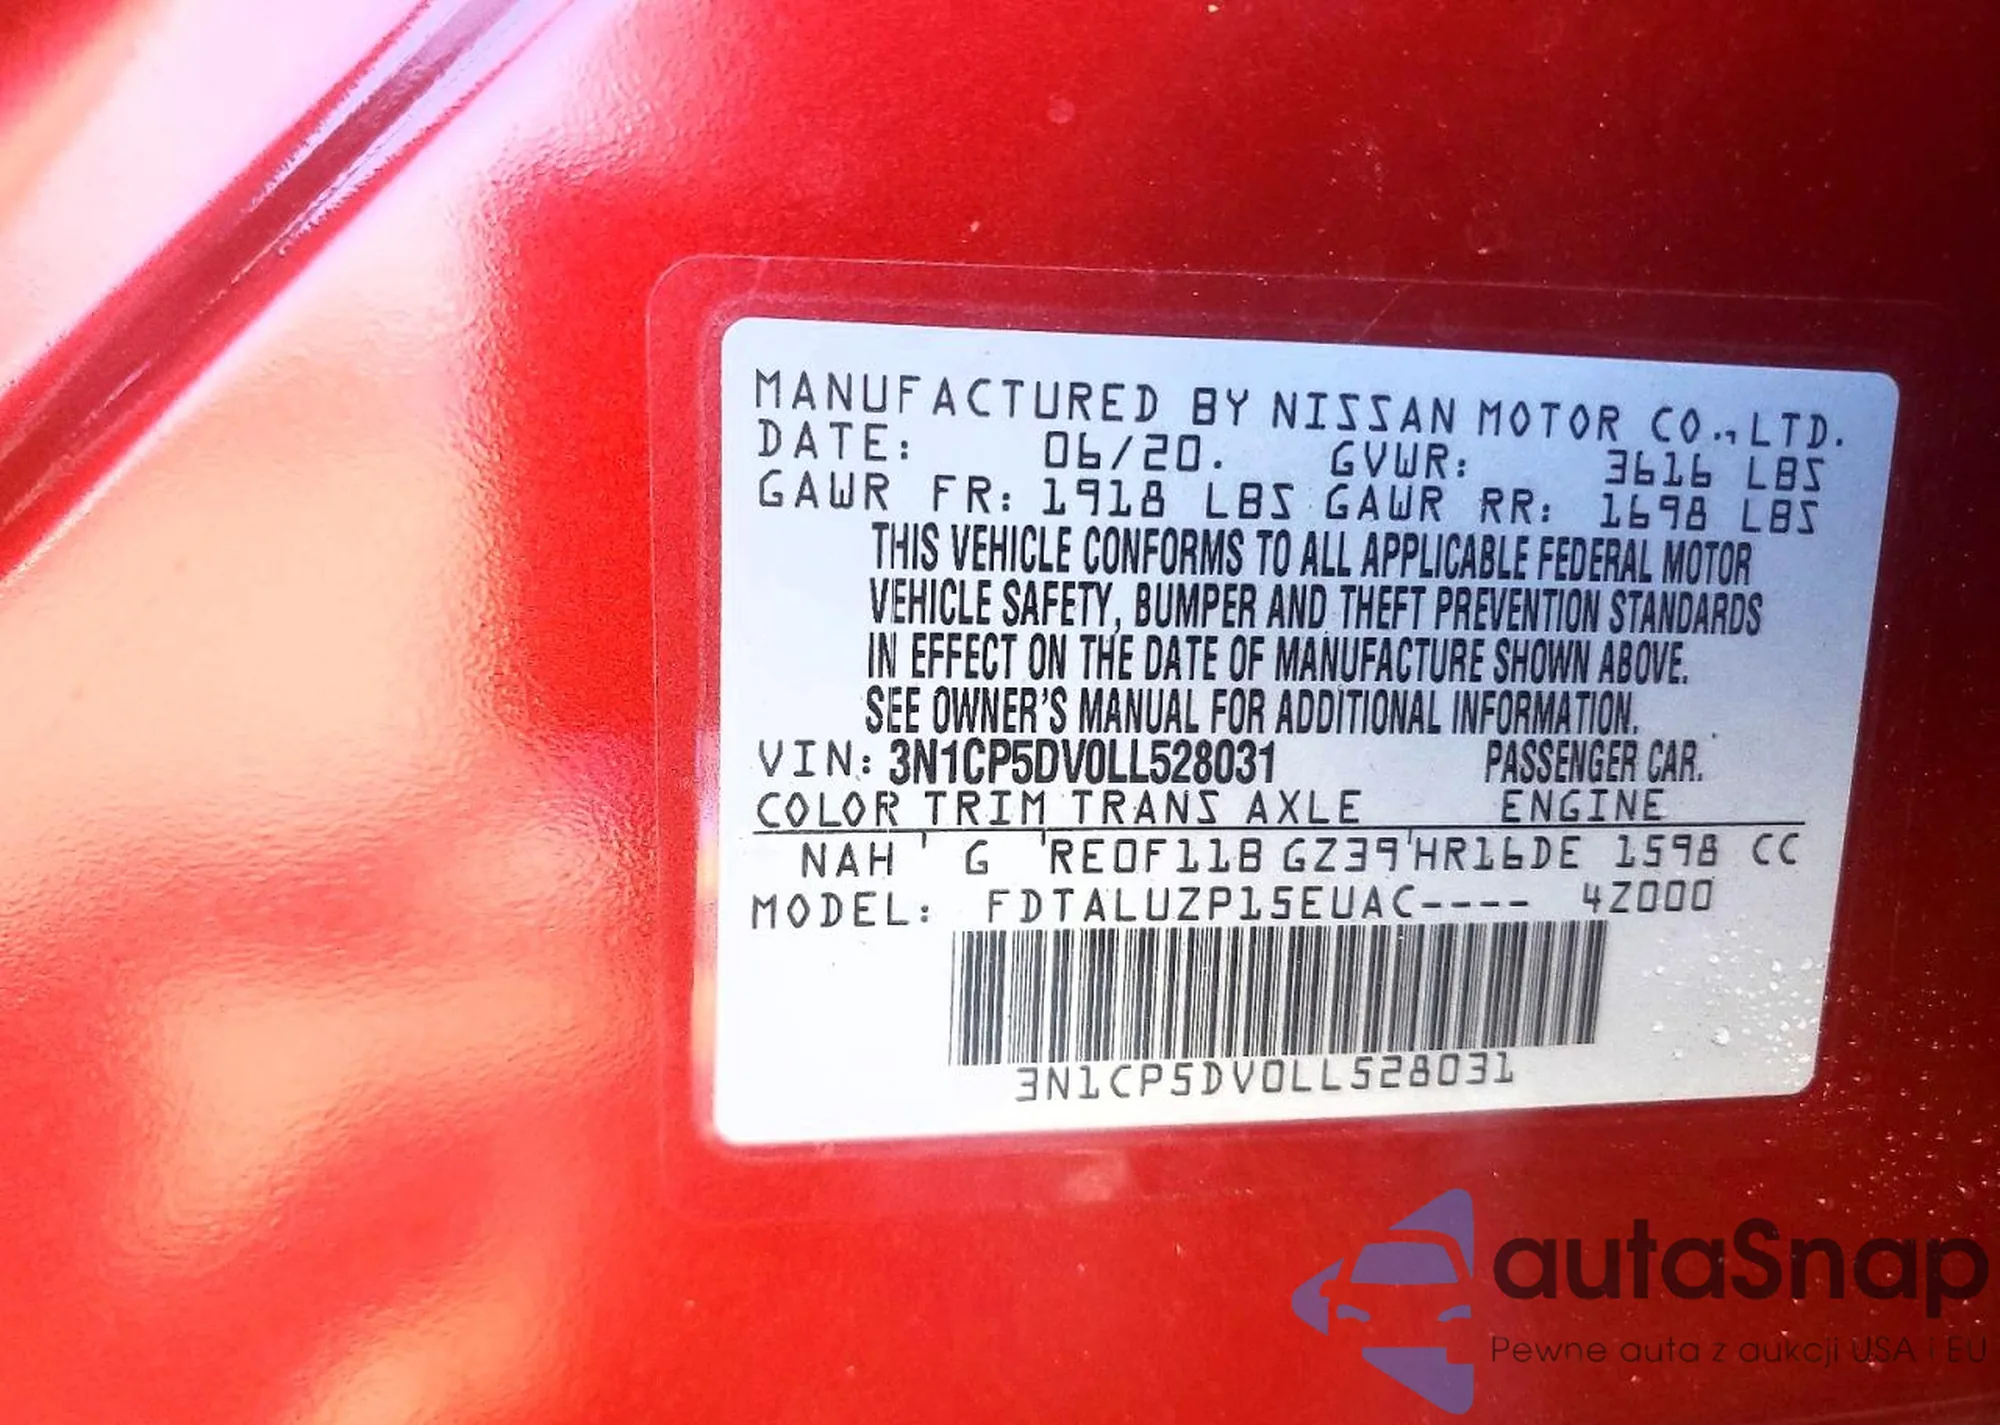 MANUFACTURED BY NISSAN MOTOR CO.,LTD.
DATE: 06/20. GVWR: 3616 LBS
GAWR FR: 1918 LBS GAWR RR: 1698 LBS
THIS VEHICLE CONFORMS TO ALL APPLICABLE FEDERAL MOTOR
VEHICLE SAFETY, BUMPER AND THEFT PREVENTION STANDARDS
IN EFFECT ON THE DATE OF MANUFACTURE SHOWN ABOVE.
SEE OWNER'S MANUAL FOR ADDITIONAL INFORMATION.
VIN: 3N1CP5DV0LL528031 PASSENGER CAR.
COLOR TRIM TRANS AXLE ENGINE
NAH G RE0F11B GZ39 HR16DE 1598 CC
MODEL: FDTALUZP15EUAC---- 4Z000
3N1CP5DV0LL528031
autaSnap
Pewne auta z aukcji USA i EU